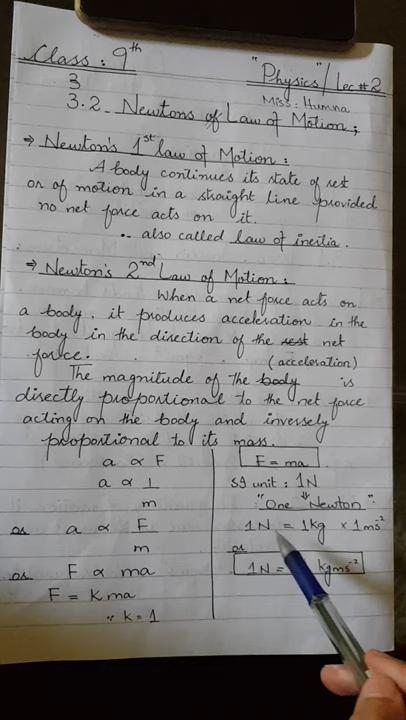 Class: 9th
"Physics"/Lec #2
3
Miss: Humna
3.2 Newtons of Law of Motion;
⇒ Newton's 1st law of Motion:
A body continues its state of rest
or of motion in a straight line provided
no net force acts on it.
∴ also called law of inertia.
⇒ Newton's 2nd Law of Motion:
When a net force acts on
a body, it produces acceleration in the
body in the direction of the rest net
force.
(acceleration)
The magnitude of the body is
directly proportional to the net force
acting on the body and inversely
proportional to its mass.
a ∝ F
a ∝ 1
m
or a ∝ F
m
or F ∝ ma
F = Kma
∵ k = 1
F = ma
SI unit: 1N
"One Newton"
1N = 1kg × 1ms⁻²
or
1N = kgms⁻²